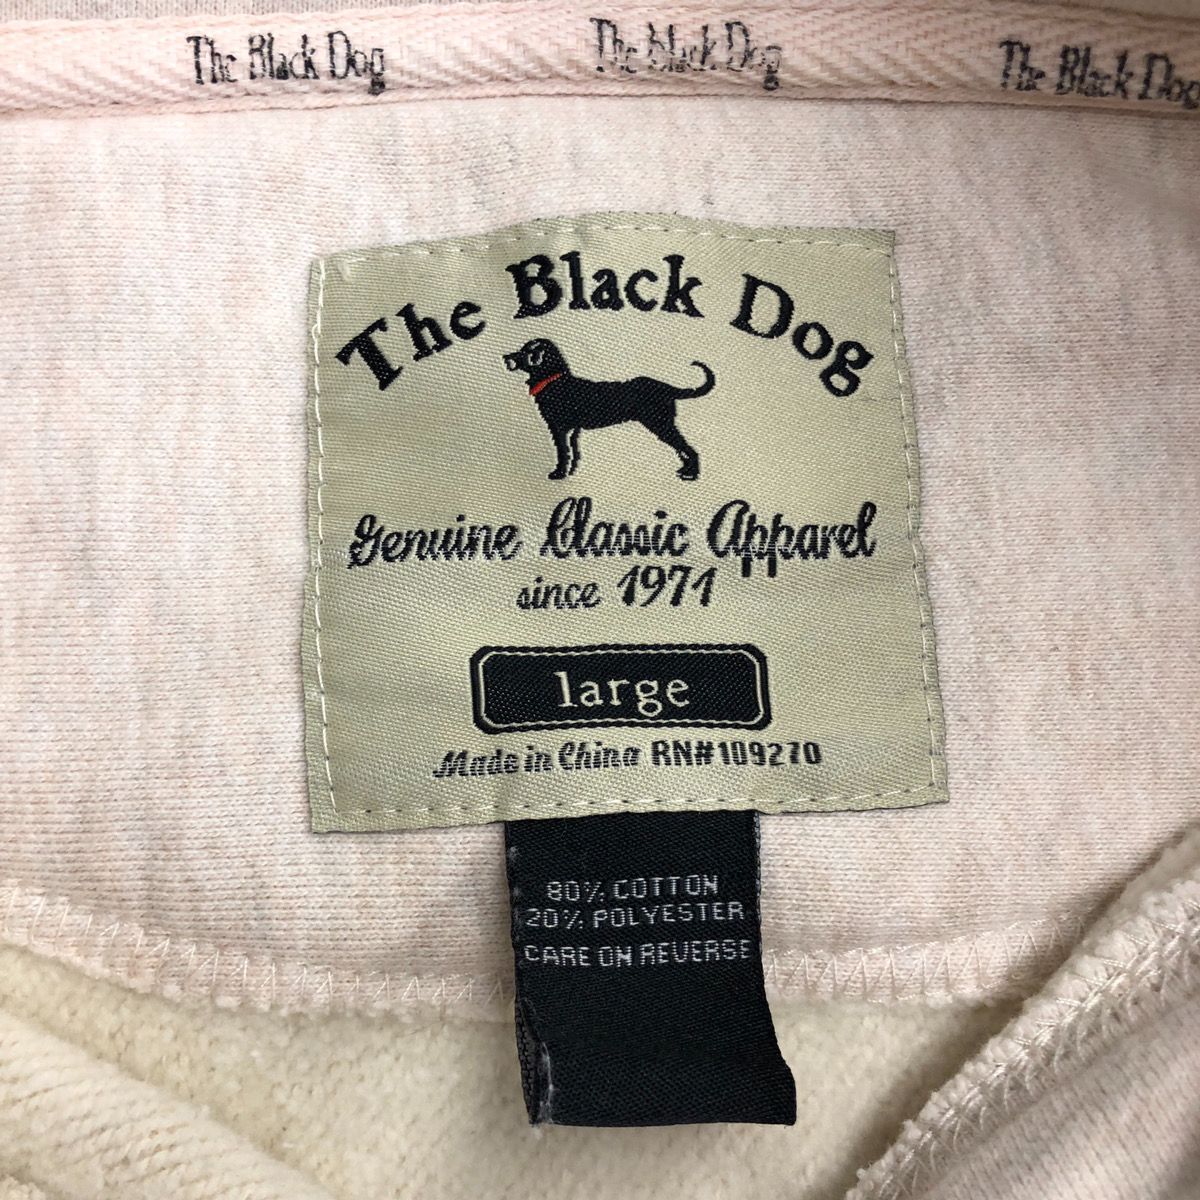 The Black Dog The Black Dog The Black Dog
The Black Dog
Genuine Classic Apparel
since 1971
large
Made in China RN#109270
80% COTTON
20% POLYESTER
CARE ON REVERSE